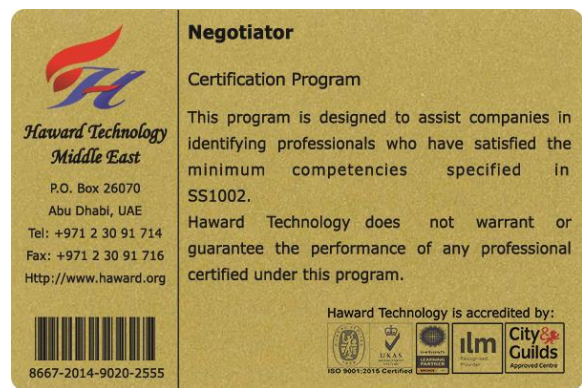 Haward Technology
Middle East
P.O. Box 26070
Abu Dhabi, UAE
Tel: +971 2 30 91 714
Fax: +971 2 30 91 716
Http://www.haward.org
8667-2014-9020-2555
Negotiator
Certification Program
This program is designed to assist companies in
identifying professionals who have satisfied the
minimum competencies specified in
SS1002.
Haward Technology does not warrant or
guarantee the performance of any professional
certified under this program.
Haward Technology is accredited by:
UKAS
ISO 9001:2015 Certified
ilm
Recognised
Provider
City&
Guilds
Approved Centre